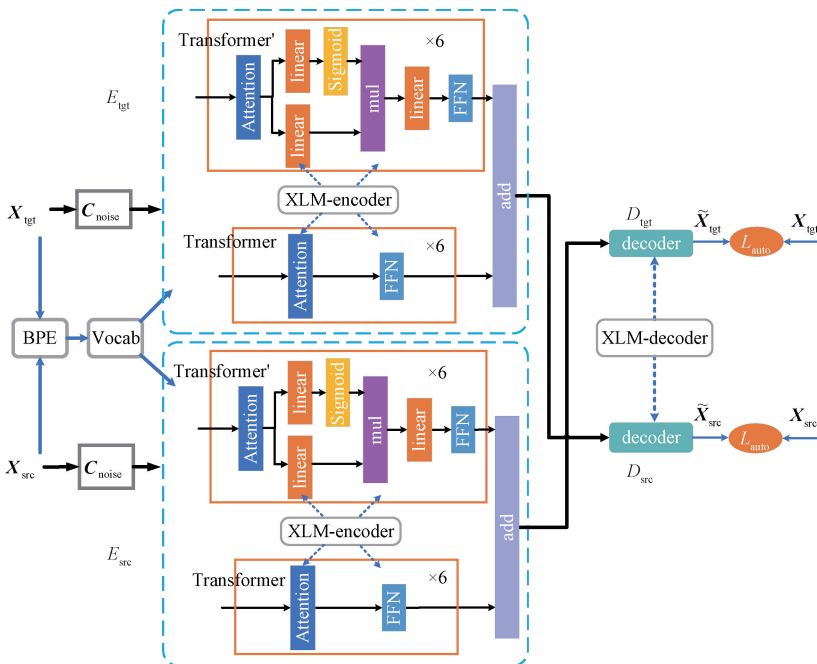 Transformer'
×6
Attention
linear
Sigmoid
linear
mul
linear
FFN
add
E_tgt
XLM-encoder
X_tgt
C_noise
Transformer
×6
Attention
FFN
BPE
Vocab
Transformer'
×6
Attention
linear
Sigmoid
linear
mul
linear
FFN
add
X_src
C_noise
XLM-encoder
E_src
Transformer
×6
Attention
FFN
D_tgt
decoder
X̃_tgt
L_auto
X_tgt
XLM-decoder
decoder
X̃_src
L_auto
X_src
D_src